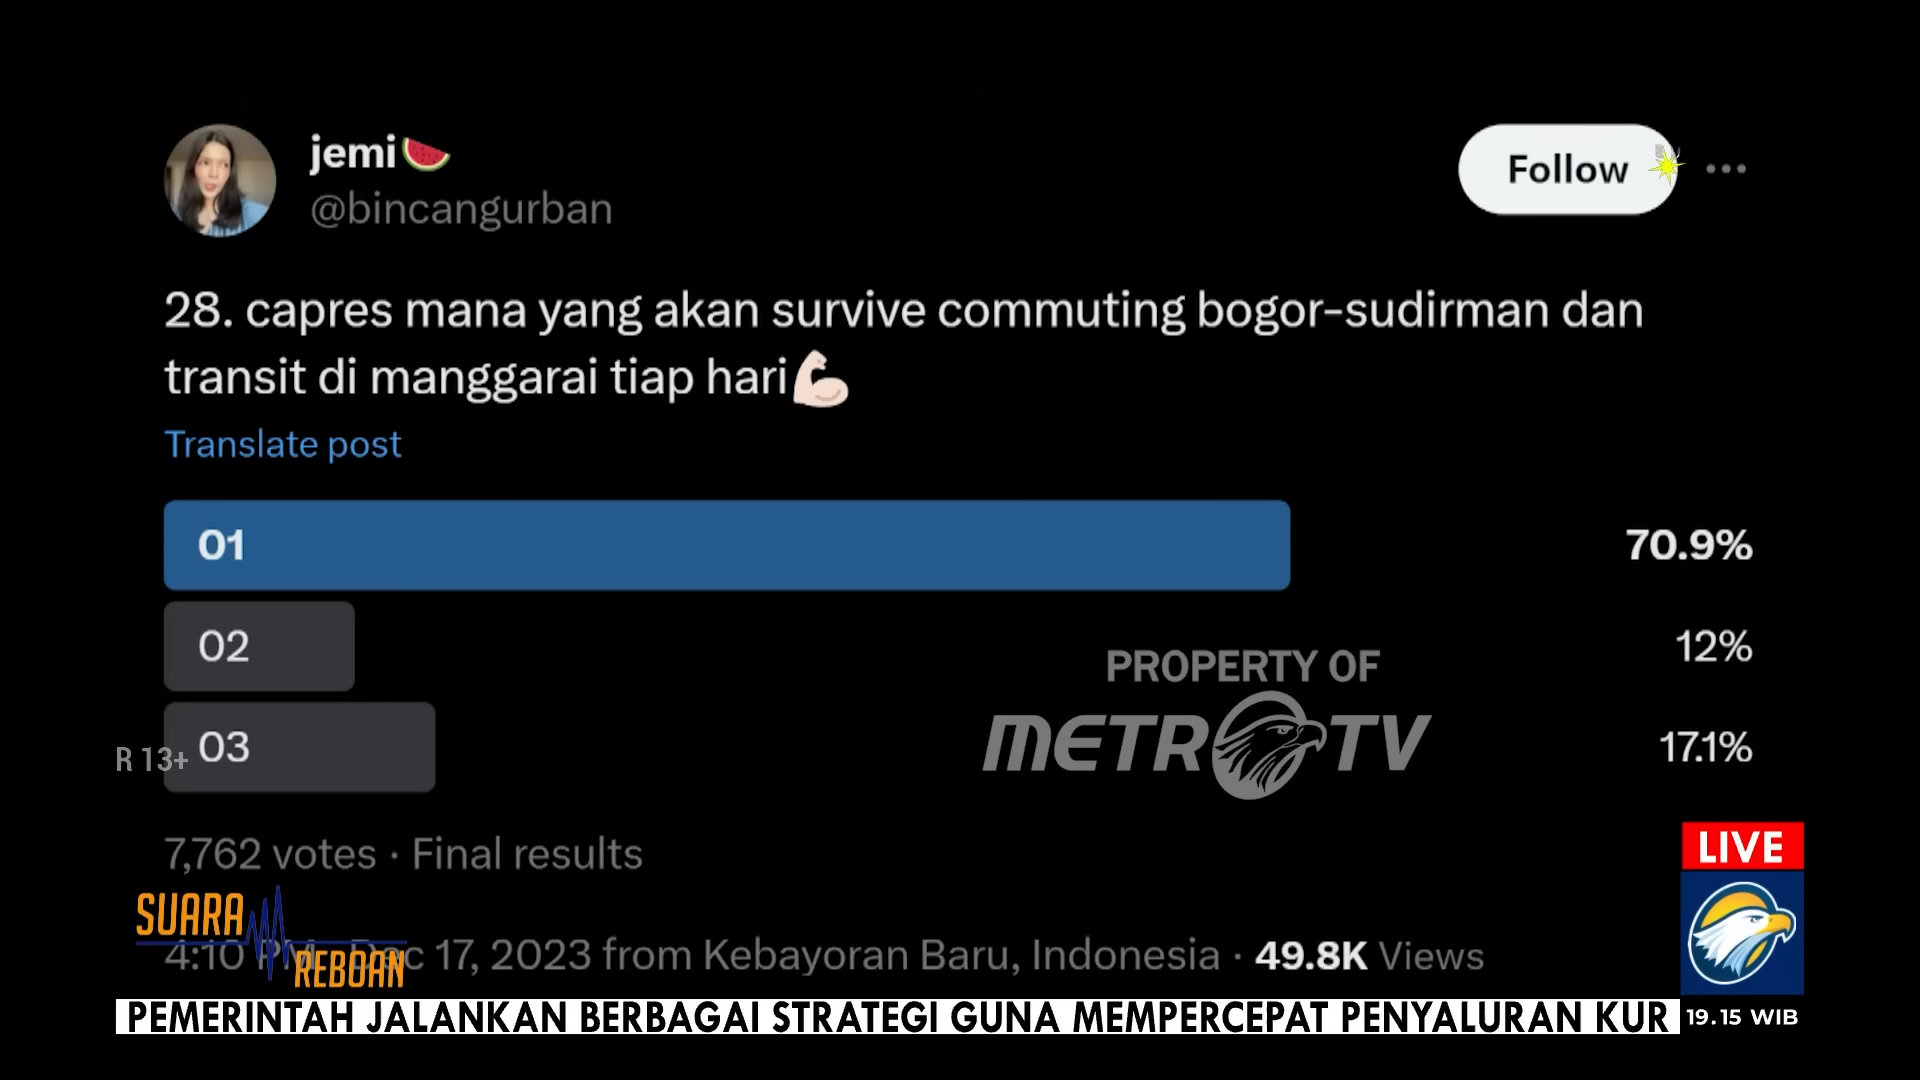 jemi🍉
@bincangurban
Follow
28. capres mana yang akan survive commuting bogor-sudirman dan
transit di manggarai tiap hari💪🏻
Translate post
01
70.9%
02
12%
03
17.1%
PROPERTY OF
METRO TV
R 13+
7,762 votes · Final results
LIVE
SUARA
REBOAN
4:10 PM · Dec 17, 2023 from Kebayoran Baru, Indonesia · 49.8K Views
PEMERINTAH JALANKAN BERBAGAI STRATEGI GUNA MEMPERCEPAT PENYALURAN KUR
19.15 WIB